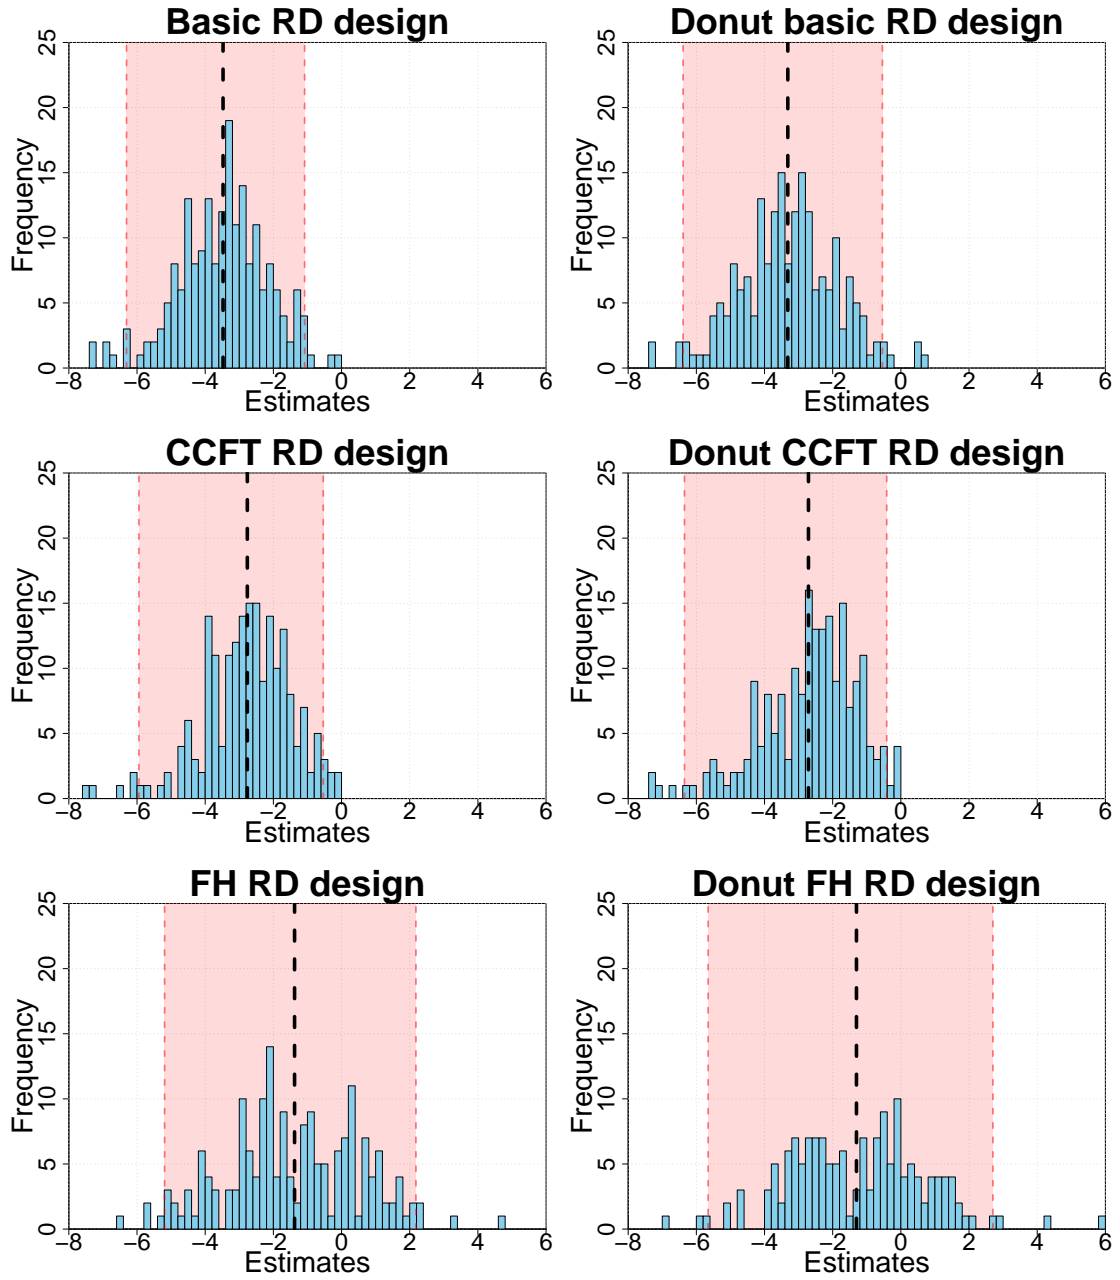 Basic RD design
Frequency
0 5 10 15 20 25
−8 −6 −4 −2 0 2 4 6
Estimates
Donut basic RD design
Frequency
0 5 10 15 20 25
−8 −6 −4 −2 0 2 4 6
Estimates
CCFT RD design
Frequency
0 5 10 15 20 25
−8 −6 −4 −2 0 2 4 6
Estimates
Donut CCFT RD design
Frequency
0 5 10 15 20 25
−8 −6 −4 −2 0 2 4 6
Estimates
FH RD design
Frequency
0 5 10 15 20 25
−8 −6 −4 −2 0 2 4 6
Estimates
Donut FH RD design
Frequency
0 5 10 15 20 25
−8 −6 −4 −2 0 2 4 6
Estimates